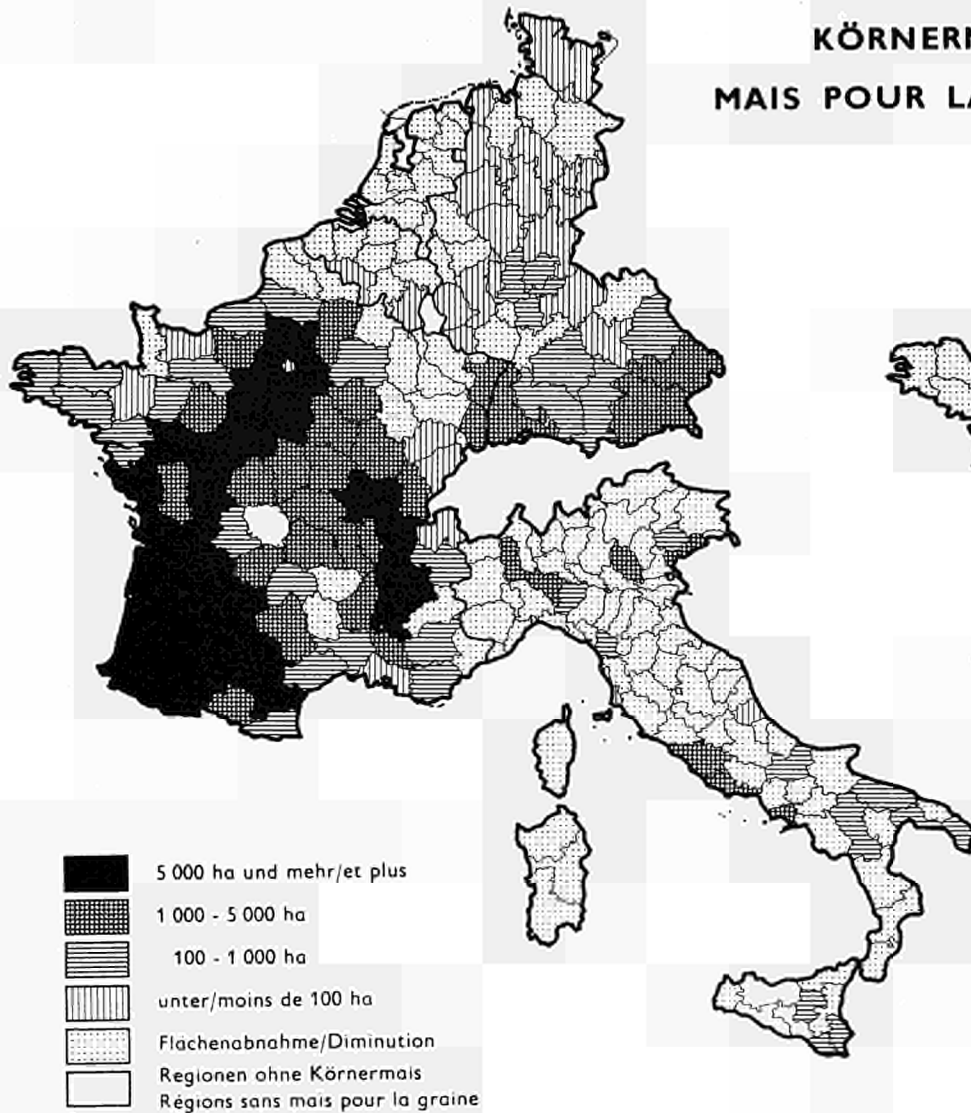 KÖRNERM
MAIS POUR LA
5 000 ha und mehr/et plus
1 000 - 5 000 ha
100 - 1 000 ha
unter/moins de 100 ha
Flächenabnahme/Diminution
Regionen ohne Körnermais
Régions sans mais pour la graine